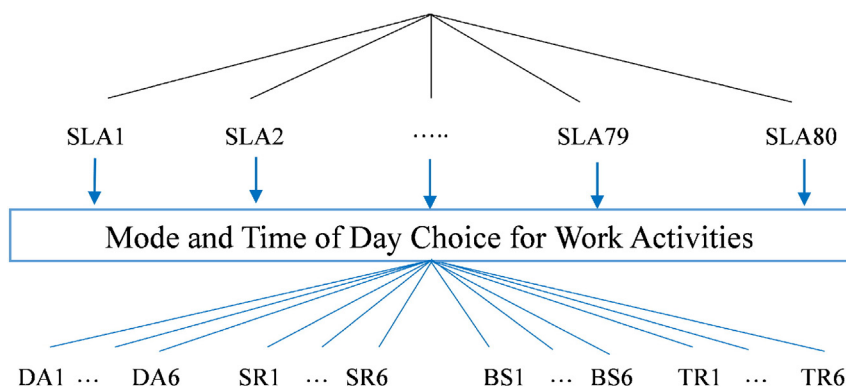 SLA1 SLA2 ..... SLA79 SLA80
Mode and Time of Day Choice for Work Activities
DA1 ... DA6 SR1 ... SR6 BS1 ... BS6 TR1 ... TR6